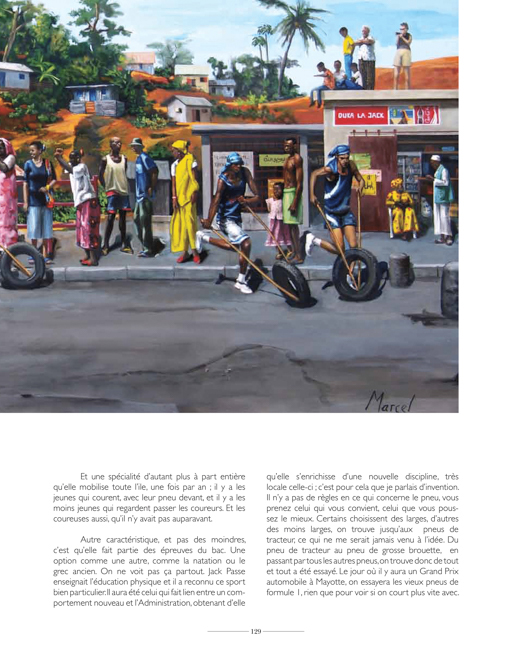 DUKA LA JACK
Marcel
Et une spécialité d'autant plus à part entière
qu'elle mobilise toute l'île, une fois par an ; il y a les
jeunes qui courent, avec leur pneu devant, et il y a les
moins jeunes qui regardent passer les coureurs. Et les
coureuses aussi, qu'il n'y avait pas auparavant.
Autre caractéristique, et pas des moindres,
c'est qu'elle fait partie des épreuves du bac. Une
option comme une autre, comme la natation ou le
grec ancien. On ne voit pas ça partout. Jack Passe
enseignait l'éducation physique et il a reconnu ce sport
bien particulier. Il aura été celui qui fait lien entre un com-
portement nouveau et l'Administration, obtenant d'elle
qu'elle s'enrichisse d'une nouvelle discipline, très
locale celle-ci ; c'est pour cela que je parlais d'invention.
Il n'y a pas de règles en ce qui concerne le pneu, vous
prenez celui qui vous convient, celui que vous pous-
sez le mieux. Certains choisissent des larges, d'autres
des moins larges, on trouve jusqu'aux pneus de
tracteur, ce qui ne me serait jamais venu à l'idée. Du
pneu de tracteur au pneu de grosse brouette, en
passant par tous les autres pneus, on trouve donc de tout
et tout a été essayé. Le jour où il y aura un Grand Prix
automobile à Mayotte, on essayera les vieux pneus de
formule 1, rien que pour voir si on court plus vite avec.
129